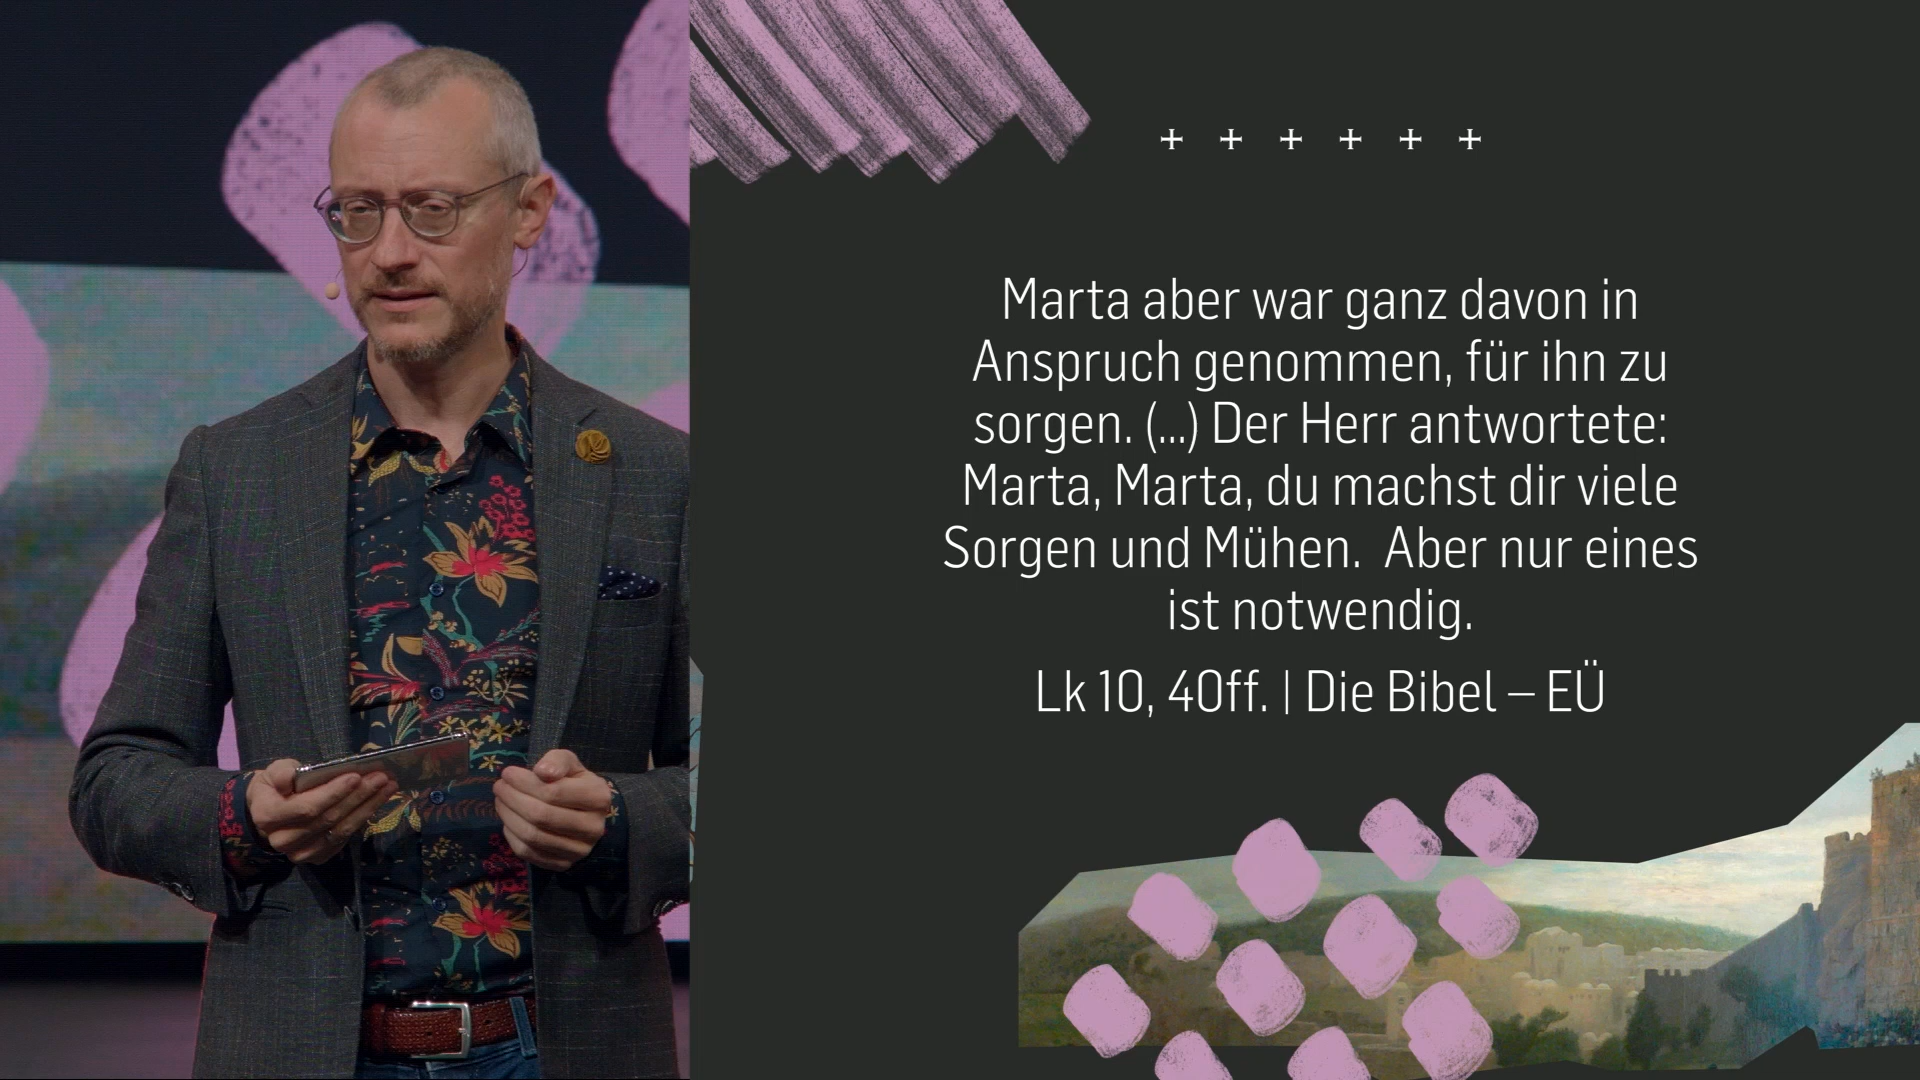 Marta aber war ganz davon in
Anspruch genommen, für ihn zu
sorgen. (...) Der Herr antwortete:
Marta, Marta, du machst dir viele
Sorgen und Mühen. Aber nur eines
ist notwendig.
Lk 10, 40ff. | Die Bibel – EÜ